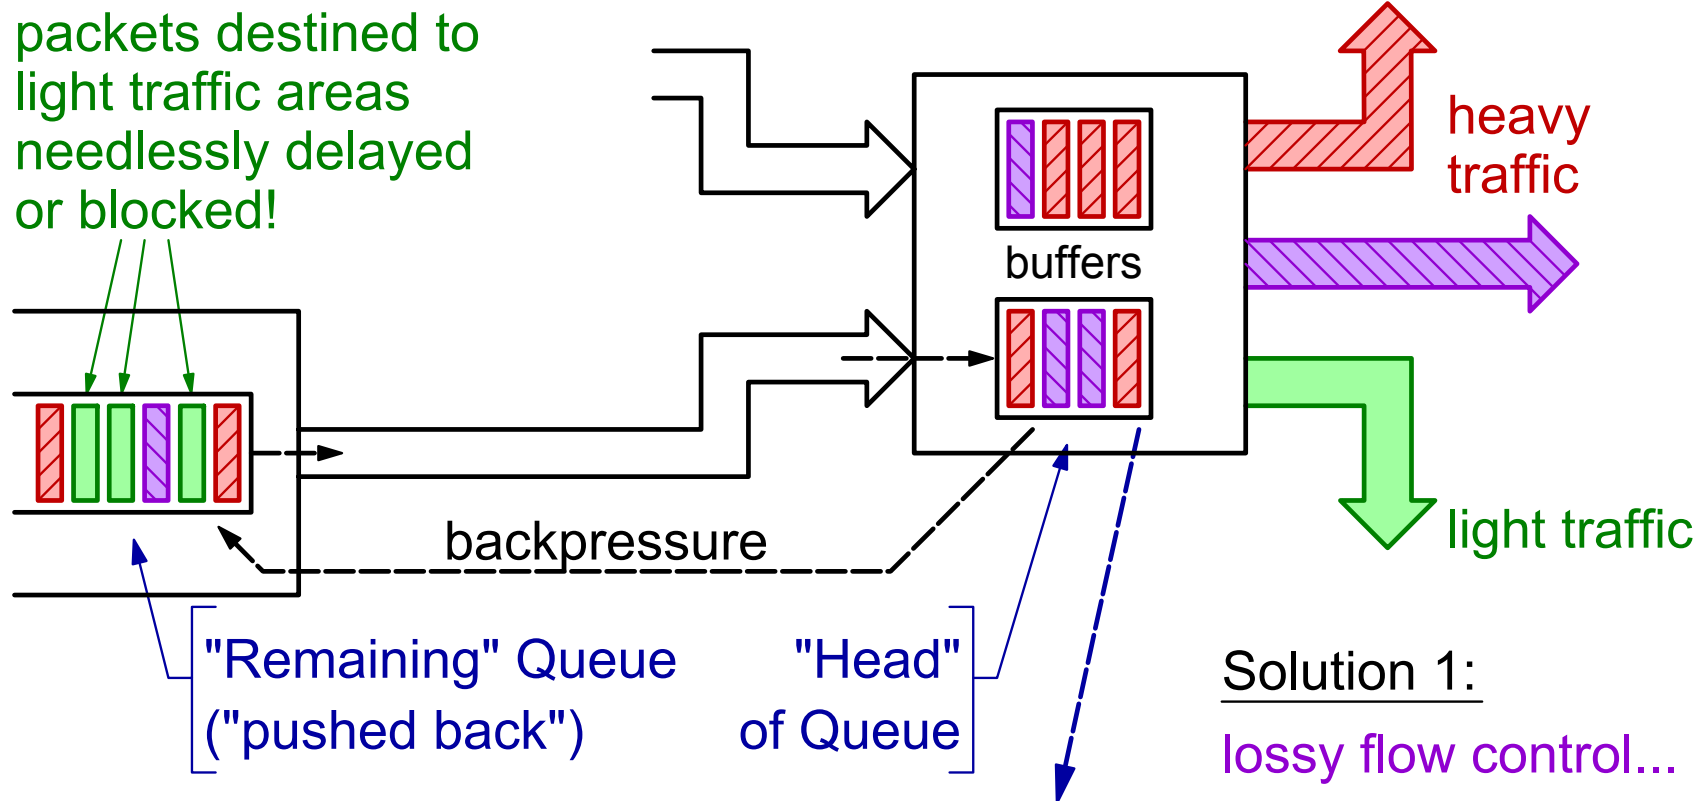 packets destined to
light traffic areas
needlessly delayed
or blocked!
heavy
traffic
buffers
backpressure
light traffic
"Remaining" Queue
("pushed back")
"Head"
of Queue
Solution 1:
lossy flow control...